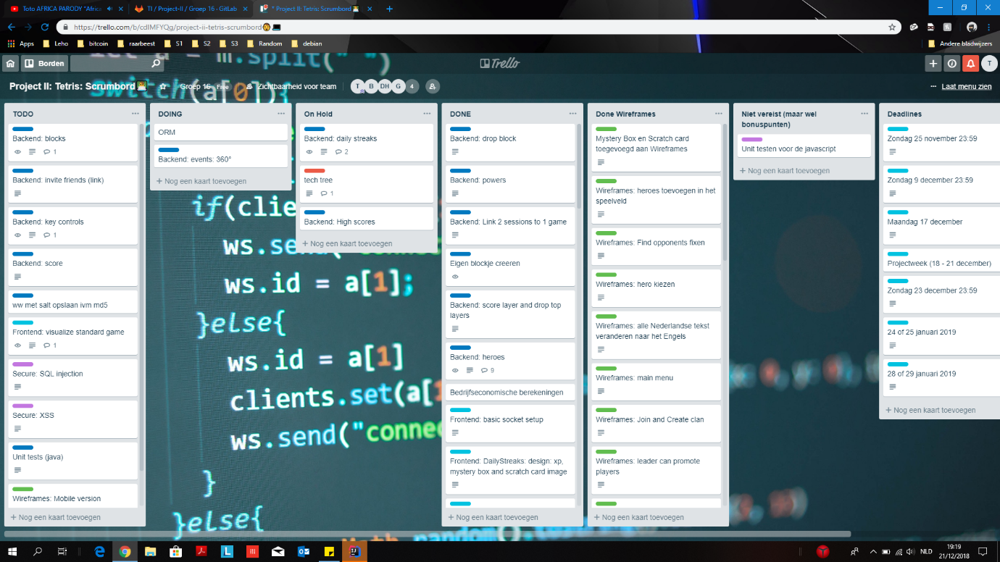 Toto AFRICA PARODY "Africa
TI / Project-II / Groep 16 · GitLab
* Project II: Tetris: Scrumbord
https://trello.com/b/cdIMFYQg/project-ii-tetris-scrumbord
Apps
Leho
bitcoin
raarbeest
S1
S2
S3
Random
debian
Andere bladwijzers
Borden
Trello
T
Project II: Tetris: Scrumbord
Groep 16 Free
Zichtbaarheid voor team
T B DH G 4
··· Laat menu zien
let a = m.split(" ")
switch(a[0]){
TODO
Backend: blocks
1
Backend: invite friends (link)
Backend: key controls
1
Backend: score
ww met salt opslaan ivm md5
Frontend: visualize standard game
1
Secure: SQL injection
Secure: XSS
Unit tests (java)
Wireframes: Mobile version
+ Nog een kaart toevoegen
DOING
ORM
Backend: events: 360°
+ Nog een kaart toevoegen
On Hold
Backend: daily streaks
2
tech tree
1
Backend: High scores
+ Nog een kaart toevoegen
DONE
Backend: drop block
Backend: powers
Backend: Link 2 sessions to 1 game
Eigen blockje creeren
Backend: score layer and drop top
layers
Backend: heroes
9
Bedrijfseconomische berekeningen
Frontend: basic socket setup
Frontend: DailyStreaks: design: xp,
mystery box and scratch card image
+ Nog een kaart toevoegen
Done Wireframes
Mystery Box en Scratch card
toegevoegd aan Wireframes
Wireframes: heroes toevoegen in het
speelveld
Wireframes: Find opponents fixen
Wireframes: hero kiezen
Wireframes: alle Nederlandse tekst
veranderen naar het Engels
Wireframes: main menu
Wireframes: Join and Create clan
Wireframes: leader can promote
players
+ Nog een kaart toevoegen
Niet vereist (maar wel
bonuspunten)
Unit testen voor de javascript
+ Nog een kaart toevoegen
Deadlines
Zondag 25 november 23:59
Zondag 9 december 23:59
Maandag 17 december
Projectweek (18 - 21 december)
Zondag 23 december 23:59
24 of 25 januari 2019
28 of 29 januari 2019
+ Nog een kaart toevoegen
if(clie
ws.send("connec
ws.id = a[1];
}else{
ws.id = a[1]
clients.set(a[1
ws.send("connec
}
}else{
NLD
19:19
21/12/2018